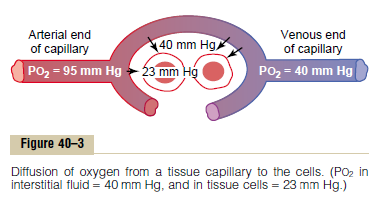 Arterial end
of capillary
Venous end
of capillary
40 mm Hg
PO₂ = 95 mm Hg
23 mm Hg
PO₂ = 40 mm Hg
Figure 40–3
Diffusion of oxygen from a tissue capillary to the cells. (PO₂ in
interstitial fluid = 40 mm Hg, and in tissue cells = 23 mm Hg.)